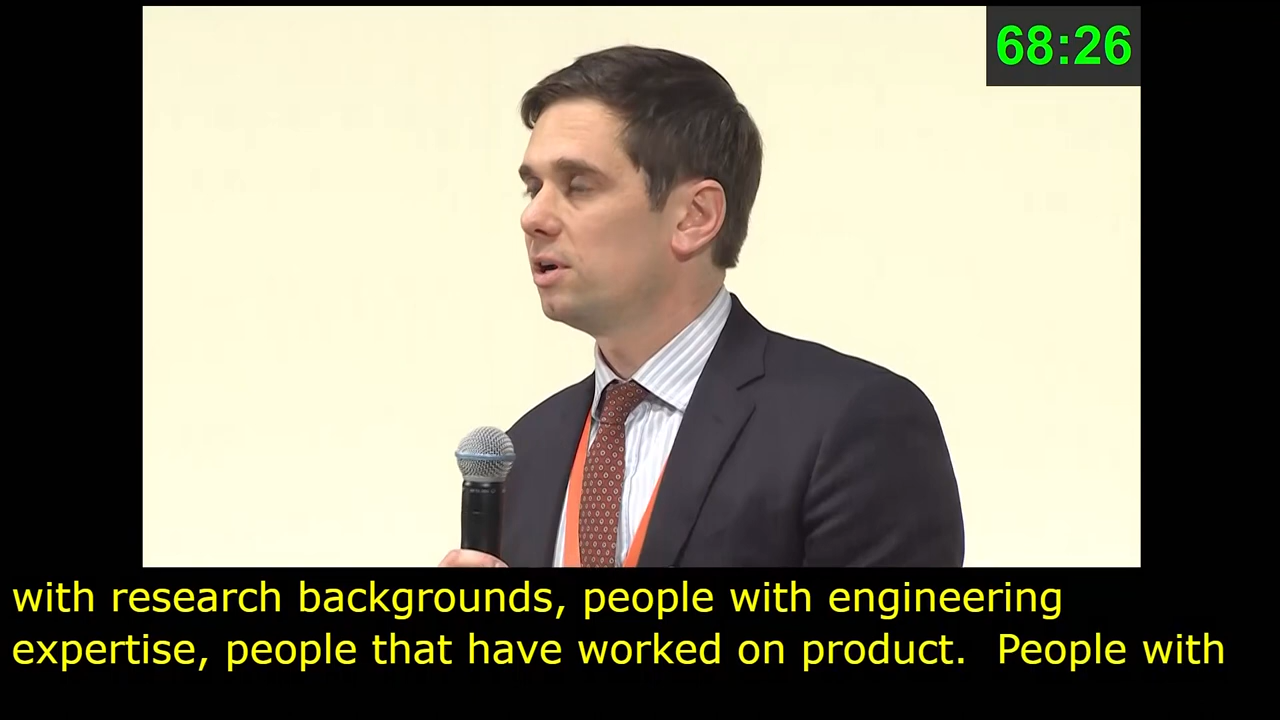 68:26
with research backgrounds, people with engineering
expertise, people that have worked on product.  People with